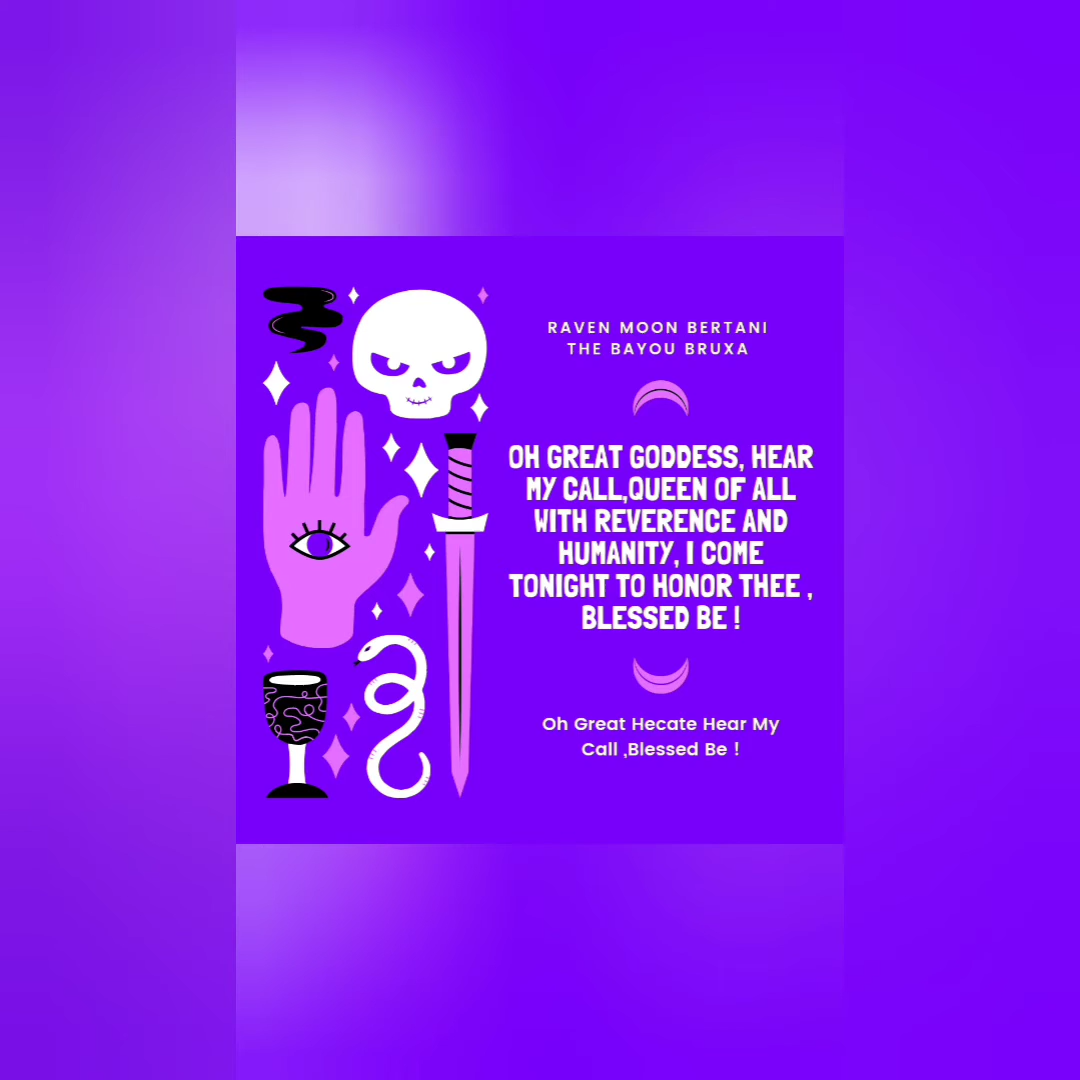 RAVEN MOON BERTANI
THE BAYOU BRUXA
OH GREAT GODDESS, HEAR
MY CALL,QUEEN OF ALL
WITH REVERENCE AND
HUMANITY, I COME
TONIGHT TO HONOR THEE ,
BLESSED BE !
Oh Great Hecate Hear My
Call ,Blessed Be !